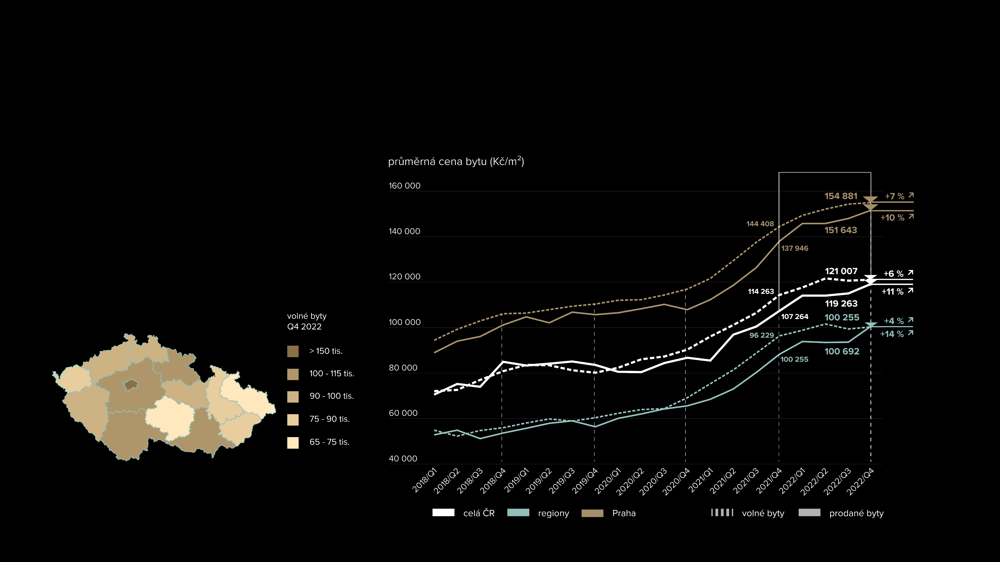 průměrná cena bytu (Kč/m²)
160 000
140 000
120 000
100 000
80 000
60 000
40 000
154 881
+7 % ↗
+10 % ↗
144 408
151 643
137 946
121 007
+6 % ↗
114 263
+11 % ↗
119 263
107 264
100 255
+4 % ↗
96 229
+14 % ↗
100 692
100 255
volné byty
Q4 2022
> 150 tis.
100 - 115 tis.
90 - 100 tis.
75 - 90 tis.
65 - 75 tis.
2018/Q1
2018/Q2
2018/Q3
2018/Q4
2019/Q1
2019/Q2
2019/Q3
2019/Q4
2020/Q1
2020/Q2
2020/Q3
2020/Q4
2021/Q1
2021/Q2
2021/Q3
2021/Q4
2022/Q1
2022/Q2
2022/Q3
2022/Q4
celá ČR
regiony
Praha
volné byty
prodané byty